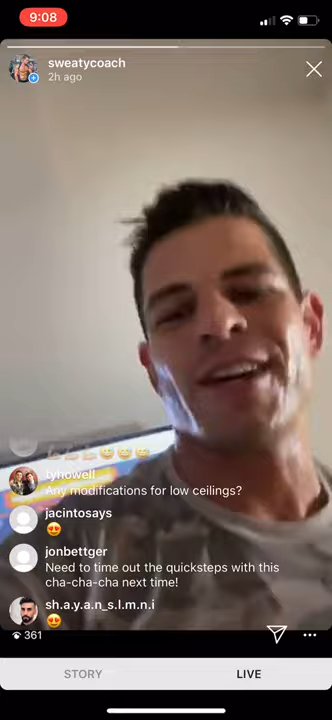 9:08
sweatycoach
2h ago
tyhowell
Any modifications for low ceilings?
jacintosays
jonbettger
Need to time out the quicksteps with this
cha-cha-cha next time!
sh.a.y.a.n_s.l.m.n.i
361
STORY
LIVE